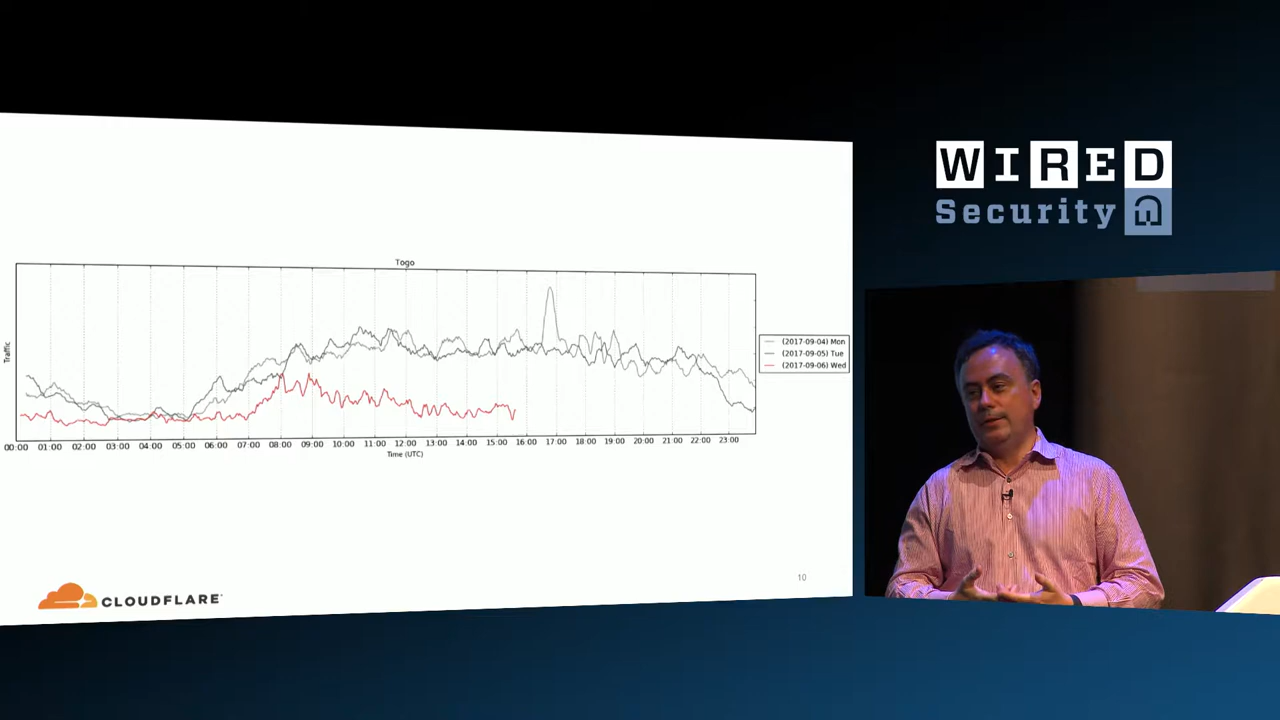 WIRED
Security
Togo
Traffic
(2017-09-04) Mon
(2017-09-05) Tue
(2017-09-06) Wed
00:00 01:00 02:00 03:00 04:00 05:00 06:00 07:00 08:00 09:00 10:00 11:00 12:00 13:00 14:00 15:00 16:00 17:00 18:00 19:00 20:00 21:00 22:00 23:00
Time (UTC)
10
CLOUDFLARE